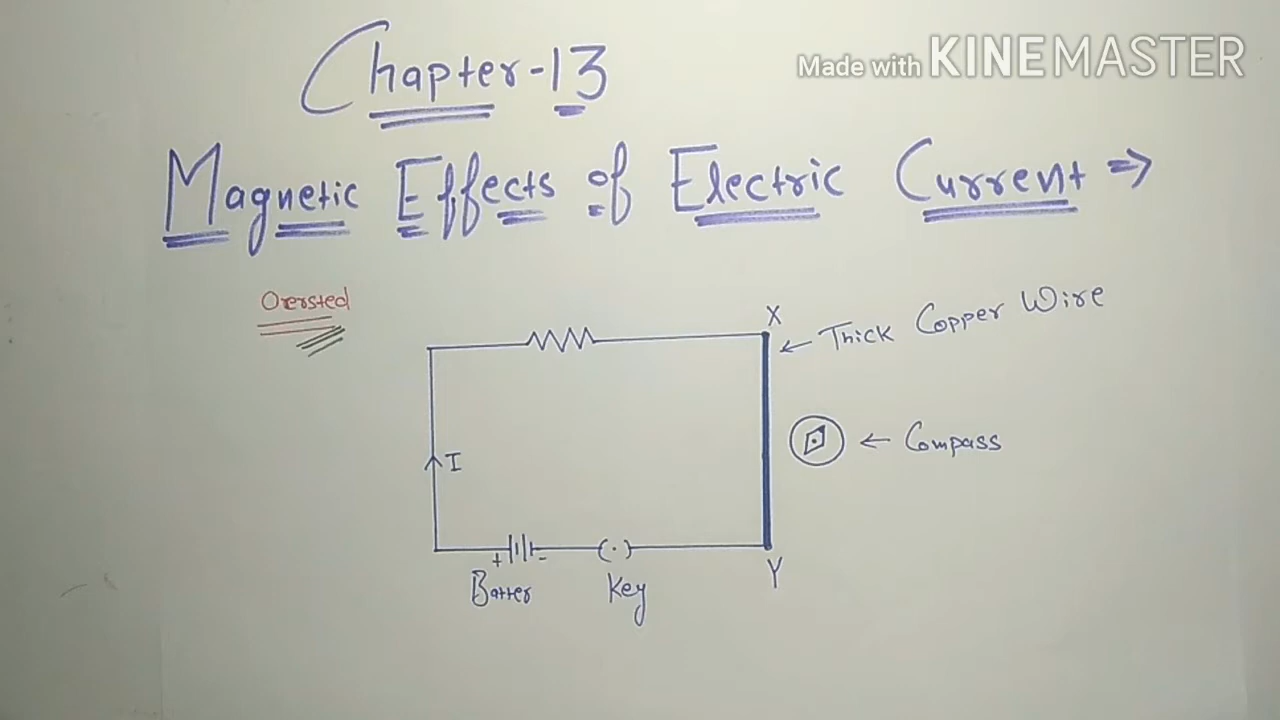 Made with KINEMASTER
Chapter-13
Magnetic Effects of Electric Current ⇒
Oersted
X
← Thick Copper Wire
← Compass
I
+ -
Batter
Key
Y